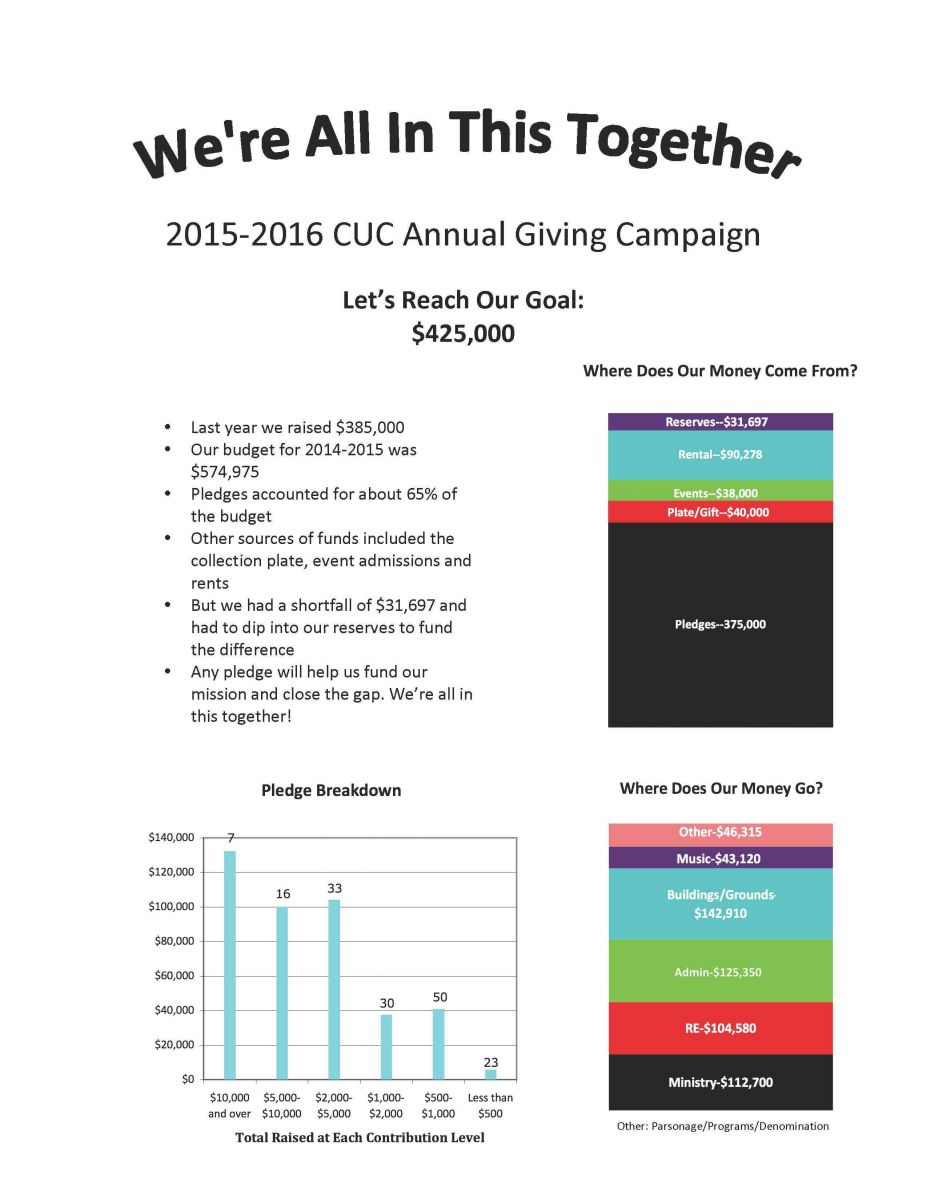 We're All In This Together
2015-2016 CUC Annual Giving Campaign
Let's Reach Our Goal:
$425,000
Where Does Our Money Come From?
• Last year we raised $385,000
• Our budget for 2014-2015 was
$574,975
• Pledges accounted for about 65% of
the budget
• Other sources of funds included the
collection plate, event admissions and
rents
• But we had a shortfall of $31,697 and
had to dip into our reserves to fund
the difference
• Any pledge will help us fund our
mission and close the gap. We're all in
this together!
Reserves--$31,697
Rental--$90,278
Events--$38,000
Plate/Gift--$40,000
Pledges--375,000
Pledge Breakdown
$140,000
$120,000
$100,000
$80,000
$60,000
$40,000
$20,000
$0
7
16
33
30
50
23
$10,000 and over
$5,000-$10,000
$2,000-$5,000
$1,000-$2,000
$500-$1,000
Less than $500
Total Raised at Each Contribution Level
Where Does Our Money Go?
Other-$46,315
Music-$43,120
Buildings/Grounds-
$142,910
Admin-$125,350
RE-$104,580
Ministry-$112,700
Other: Parsonage/Programs/Denomination